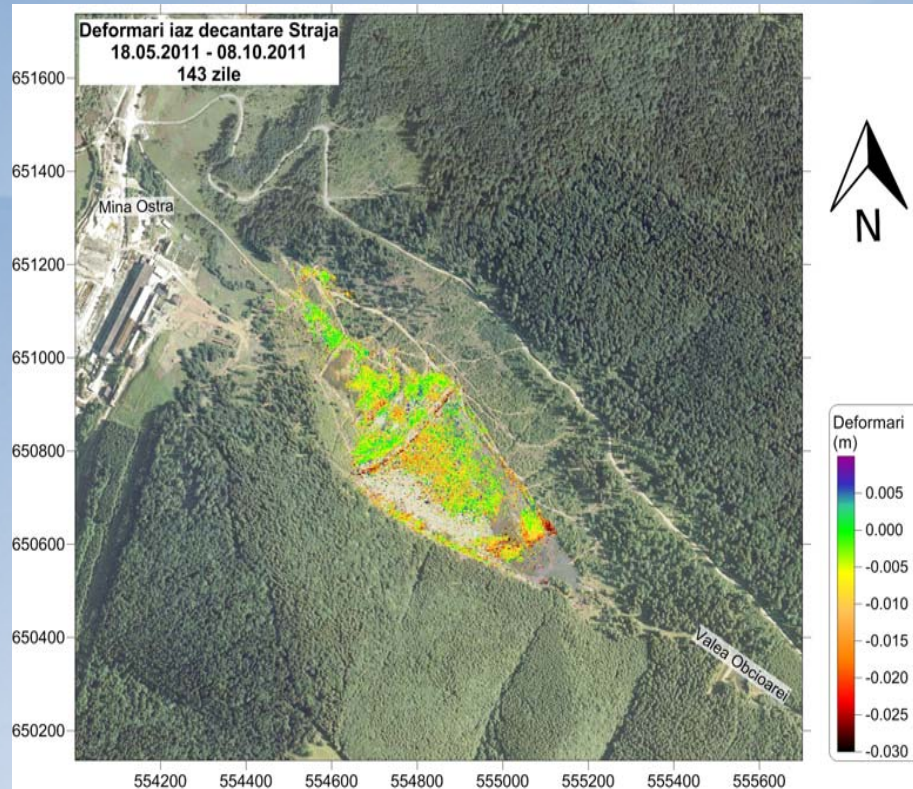 Deformari iaz decantare Straja
18.05.2011 - 08.10.2011
143 zile
651600
651400
651200
651000
650800
650600
650400
650200
Mina Ostra
Valea Obcioarei
N
Deformari
(m)
0.005
0.000
-0.005
-0.010
-0.015
-0.020
-0.025
-0.030
554200 554400 554600 554800 555000 555200 555400 555600